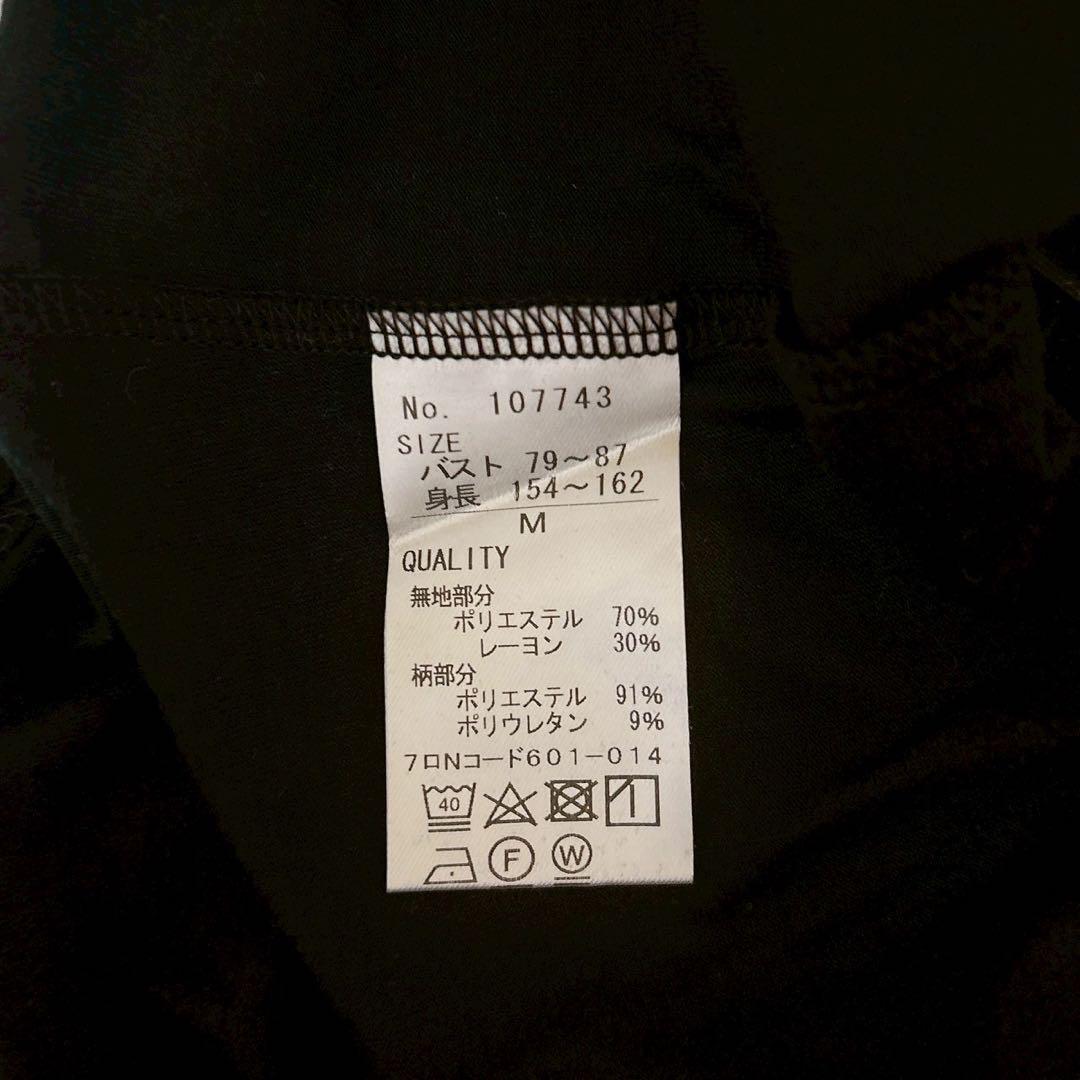 No. 107743
SIZE
バスト 79〜87
身長 154〜162
M
QUALITY
無地部分
ポリエステル 70%
レーヨン 30%
柄部分
ポリエステル 91%
ポリウレタン 9%
7ロNコード601-014
40
F W